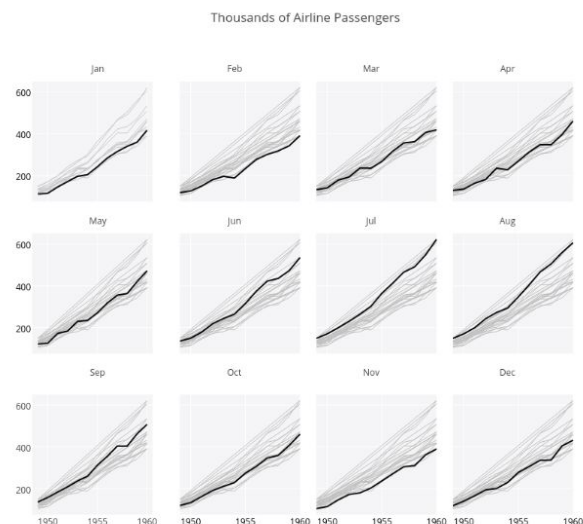 Thousands of Airline Passengers
Jan Feb Mar Apr
600
400
200
May Jun Jul Aug
600
400
200
Sep Oct Nov Dec
600
400
200
1950 1955 1960 1950 1955 1960 1950 1955 1960 1950 1955 1960